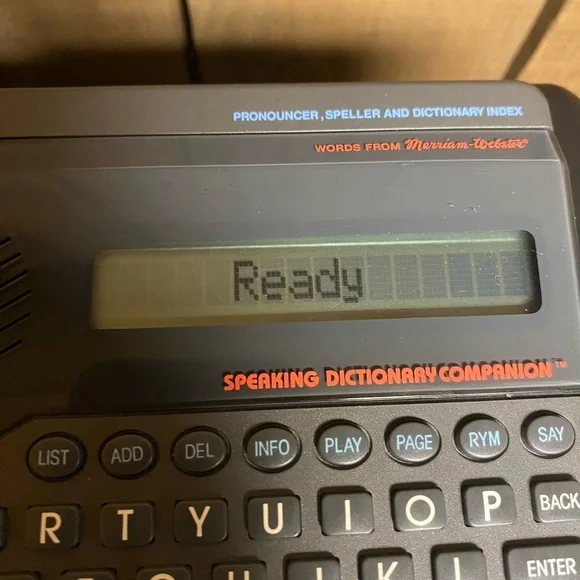 PRONOUNCER, SPELLER AND DICTIONARY INDEX
WORDS FROM Merriam-Webster®
Ready
SPEAKING DICTIONARY COMPANION™
LIST ADD DEL INFO PLAY PAGE RYM SAY
R T Y U I O P BACK
ENTER